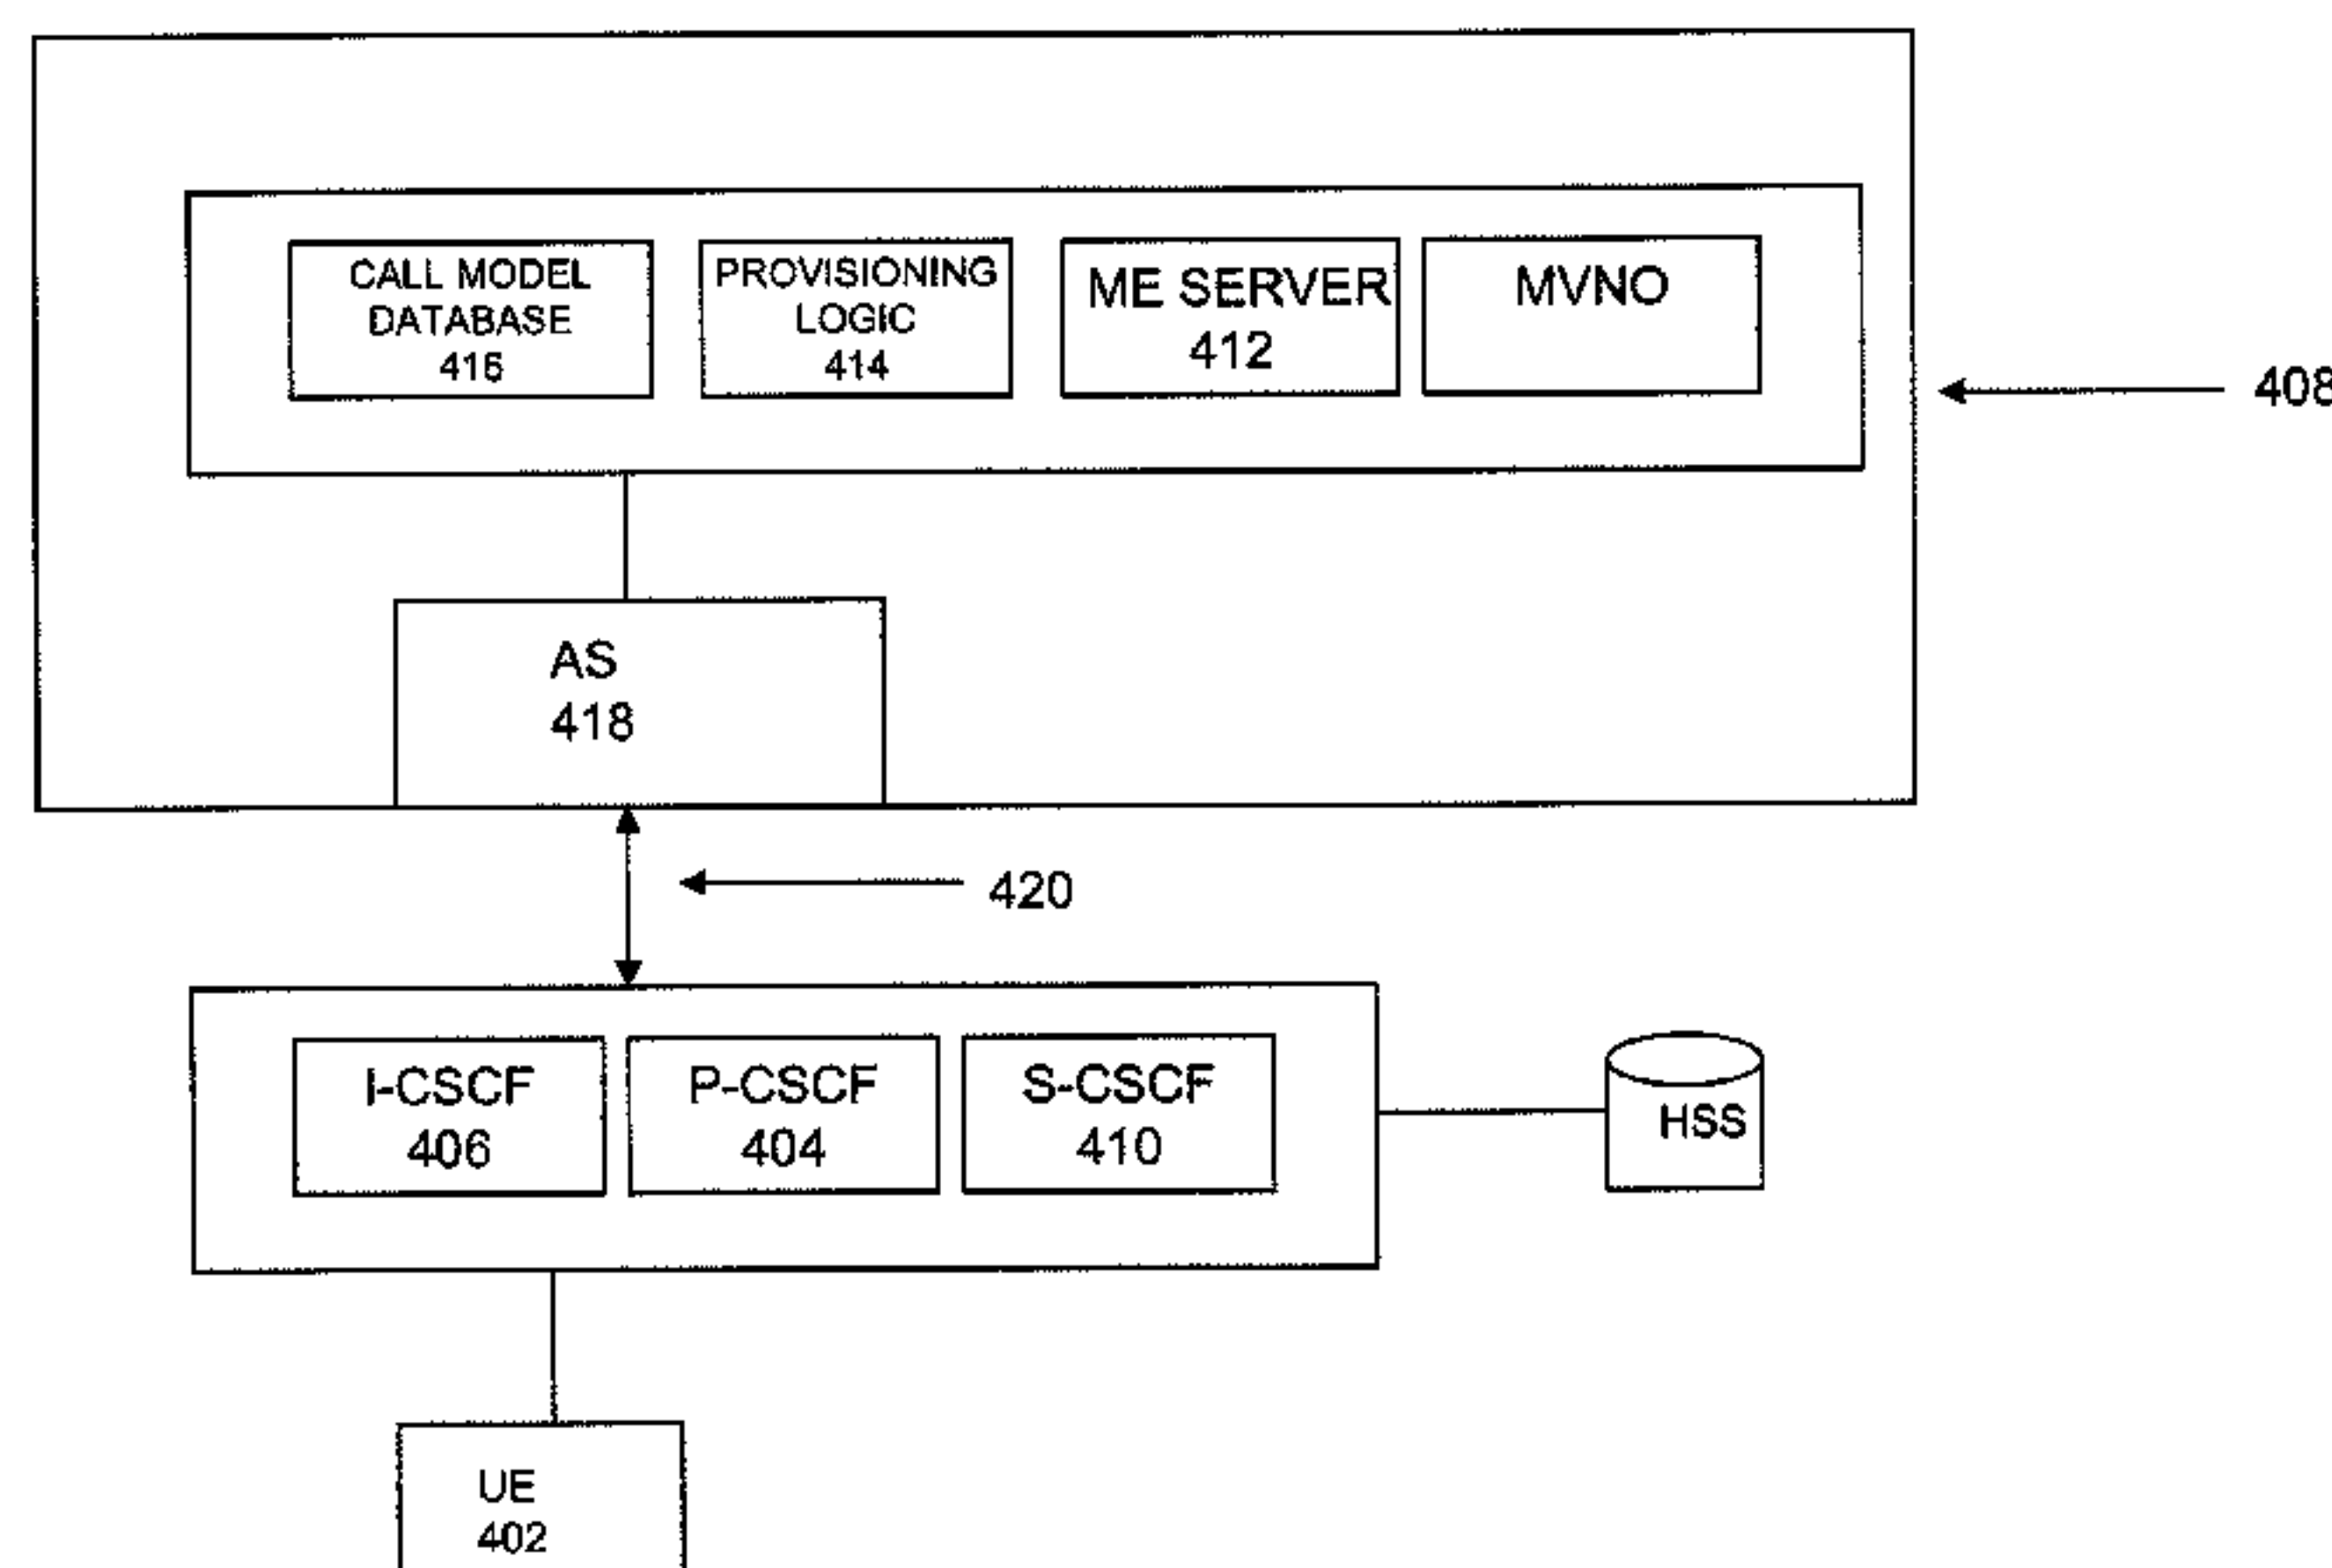 CALL MODEL
DATABASE
416
PROVISIONING
LOGIC
414
ME SERVER
412
MVNO
408
AS
418
420
I-CSCF
406
P-CSCF
404
S-CSCF
410
HSS
UE
402